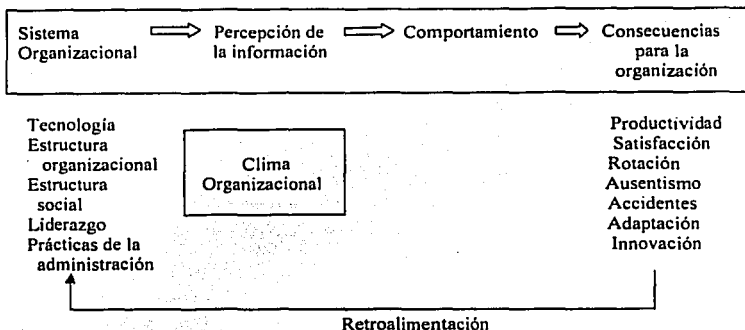 Sistema
Organizacional
Percepción de
la información
Comportamiento
Consecuencias
para la
organización
Tecnología
Estructura
organizacional
Estructura
social
Liderazgo
Prácticas de la
administración
Clima
Organizacional
Productividad
Satisfacción
Rotación
Ausentismo
Accidentes
Adaptación
Innovación
Retroalimentación